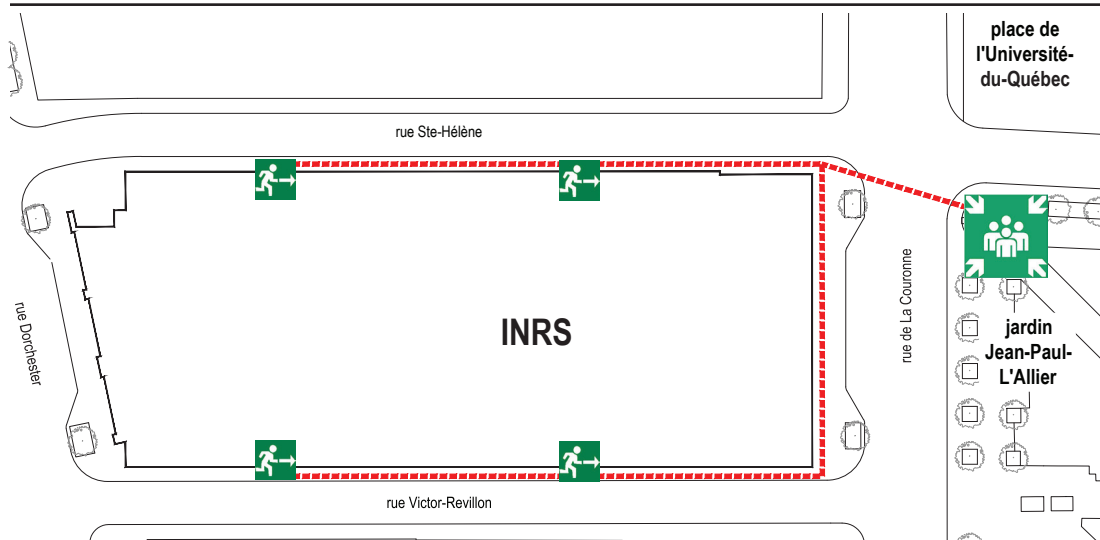 place de
l'Université-
du-Québec
rue Ste-Hélène
rue Dorchester
INRS
rue de La Couronne
jardin
Jean-Paul-
L'Allier
rue Victor-Revillon